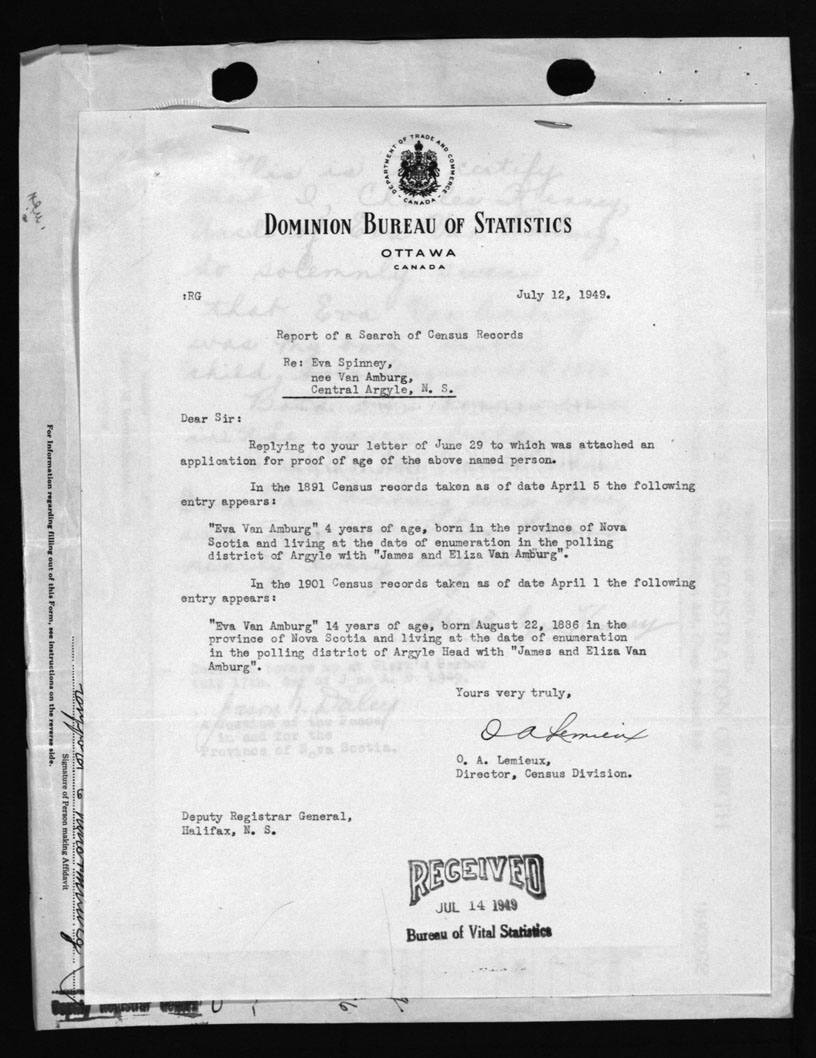 DEPARTMENT OF TRADE AND COMMERCE
CANADA
DOMINION BUREAU OF STATISTICS
OTTAWA
CANADA
:RG July 12, 1949.
Report of a Search of Census Records
Re: Eva Spinney,
nee Van Amburg,
Central Argyle, N. S.
Dear Sir:
Replying to your letter of June 29 to which was attached an
application for proof of age of the above named person.
In the 1891 Census records taken as of date April 5 the following
entry appears:
"Eva Van Amburg" 4 years of age, born in the province of Nova
Scotia and living at the date of enumeration in the polling
district of Argyle with "James and Eliza Van Amburg".
In the 1901 Census records taken as of date April 1 the following
entry appears:
"Eva Van Amburg" 14 years of age, born August 22, 1886 in the
province of Nova Scotia and living at the date of enumeration
in the polling district of Argyle Head with "James and Eliza Van
Amburg".
Yours very truly,
O A Lemieux
O. A. Lemieux,
Director, Census Division.
Deputy Registrar General,
Halifax, N. S.
RECEIVED
JUL 14 1949
Bureau of Vital Statistics
For Information regarding filling out of this Form, see instructions on the reverse side.
Signature of Person making Affidavit
Deputy Registrar General